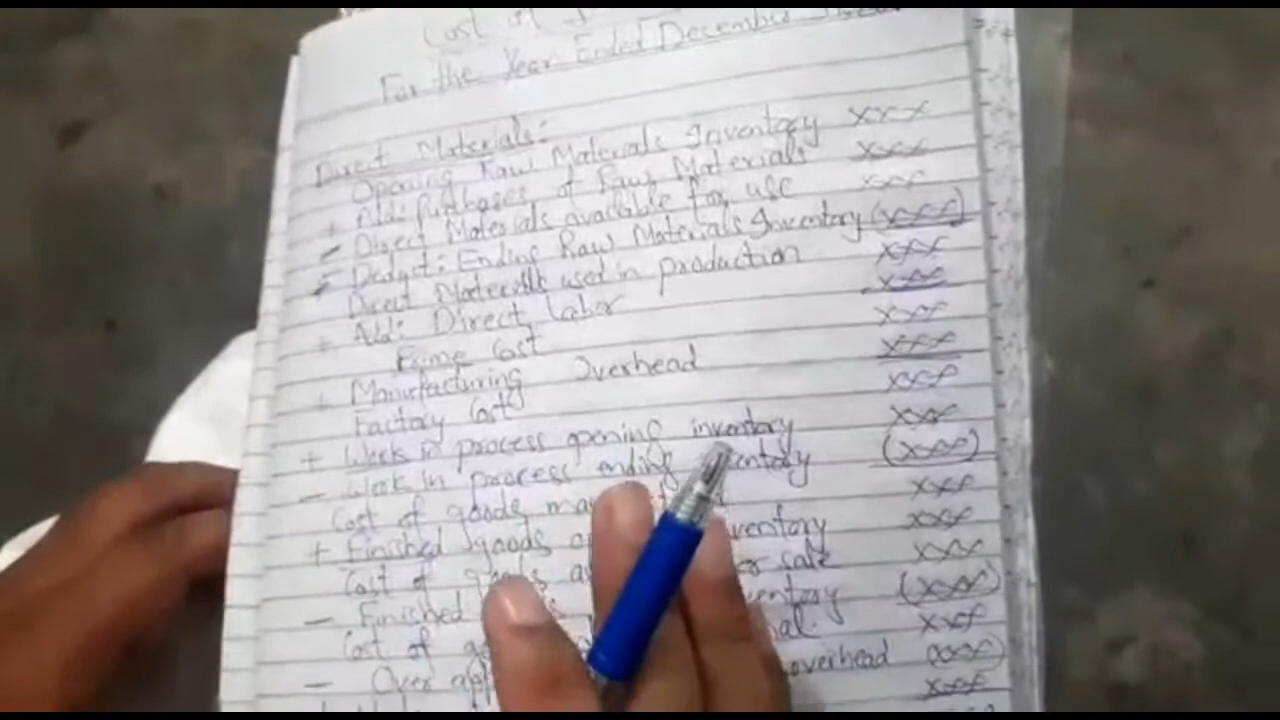 Cost of
For the Year Ended December
Direct Materials:
Opening Raw Materials Inventory xxx
+ Add: Purchases of Raw Materials xxx
Direct Materials available for use xxx
- Deduct: Ending Raw Materials Inventory (xxx)
= Direct Materials used in production xxx
+ Add: Direct Labor xxx
Prime Cost xxx
+ Manufacturing Overhead xxx
Factory Cost xxx
+ Work in process opening inventory xxx
- Work in process ending inventory (xxx)
Cost of goods xxx
+ Finished goods inventory xxx
Cost of goods for sale xxx
- Finished inventory (xxx)
Cost of xxx
- Over overhead (xxx)
xxx